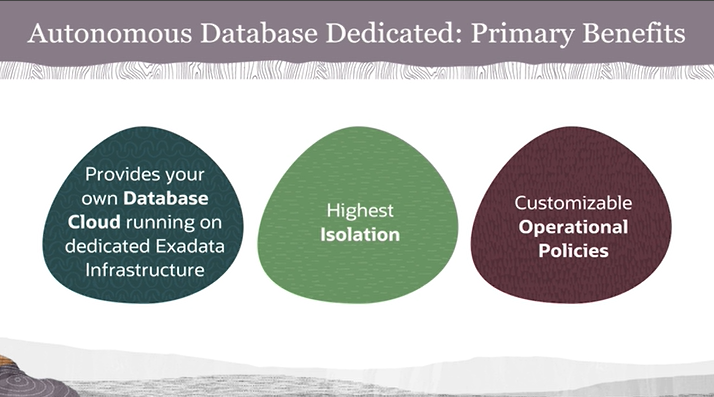 Autonomous Database Dedicated: Primary Benefits
Provides your
own Database
Cloud running on
dedicated Exadata
Infrastructure
Highest
Isolation
Customizable
Operational
Policies